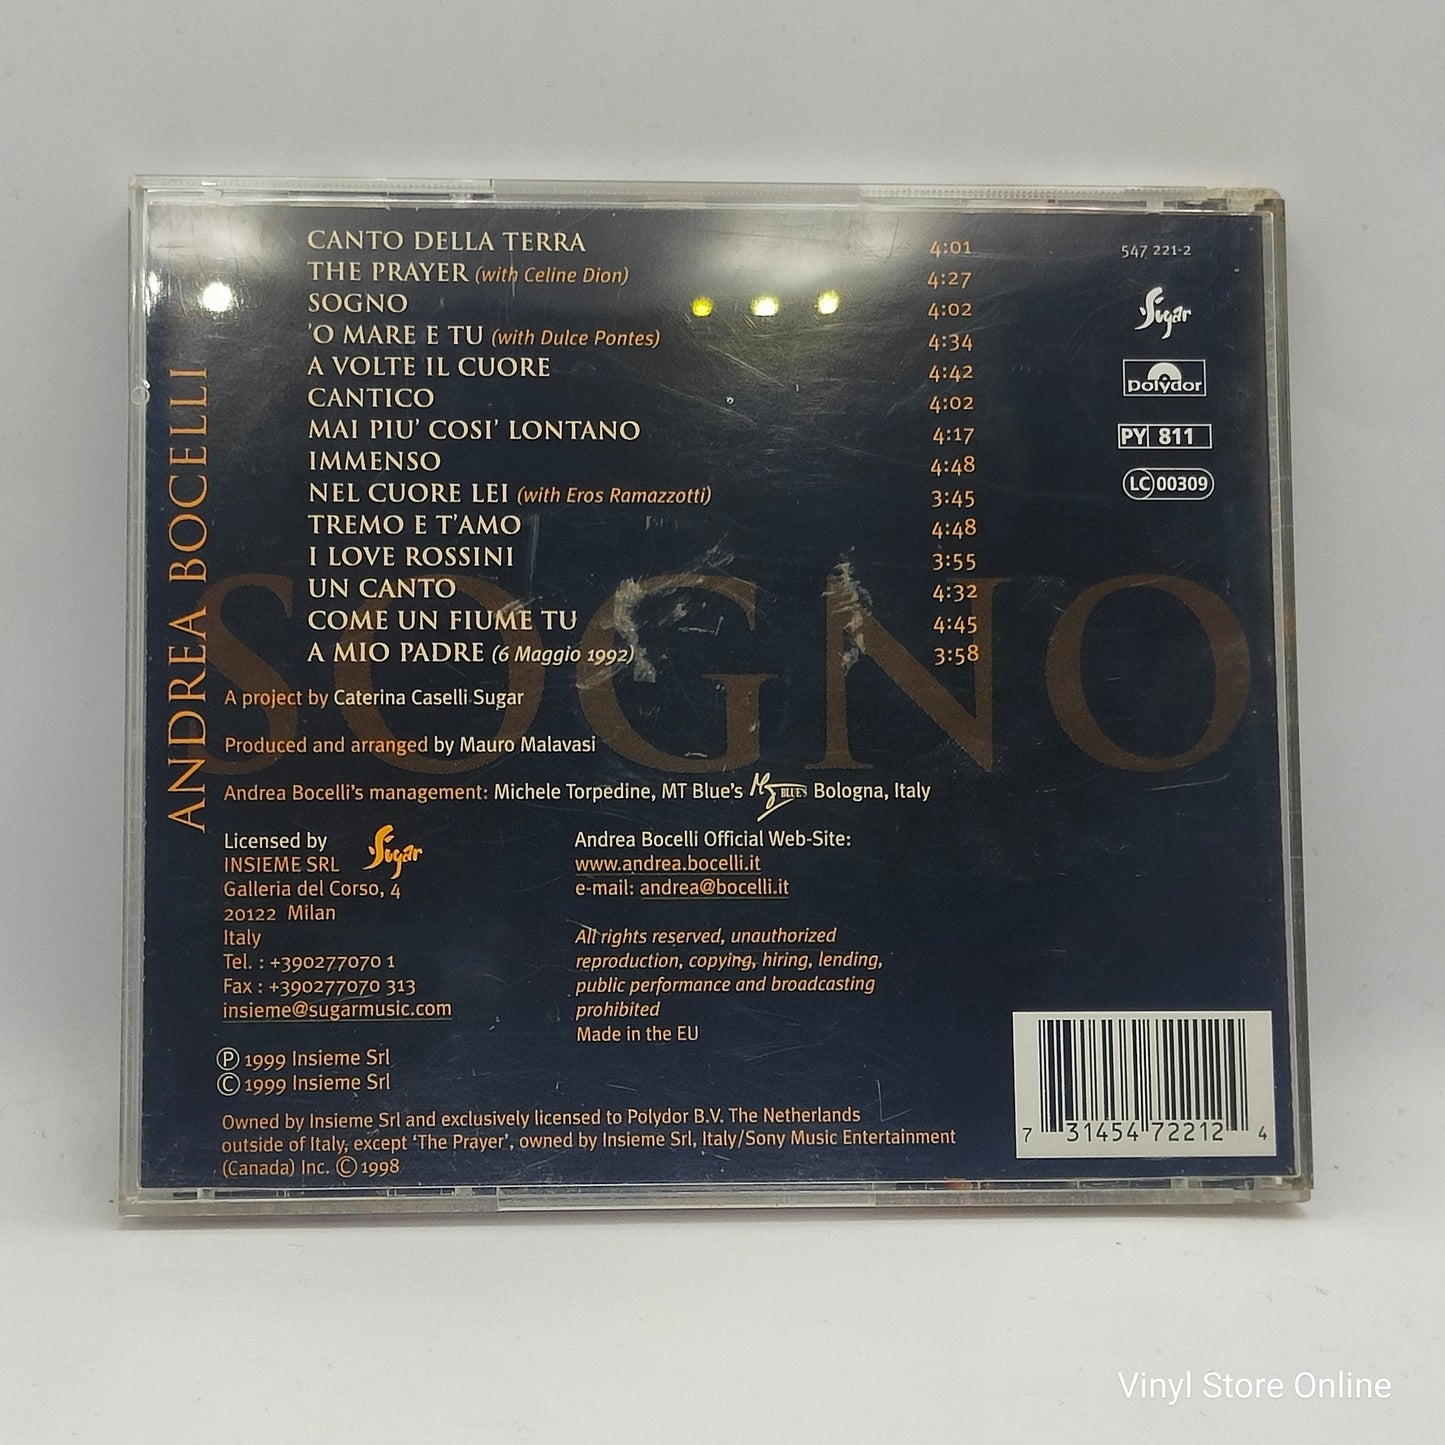 CANTO DELLA TERRA 4:01
THE PRAYER (with Celine Dion) 4:27
SOGNO 4:02
'O MARE E TU (with Dulce Pontes) 4:34
A VOLTE IL CUORE 4:42
CANTICO 4:02
MAI PIU' COSI' LONTANO 4:17
IMMENSO 4:48
NEL CUORE LEI (with Eros Ramazzotti) 3:45
TREMO E T'AMO 4:48
I LOVE ROSSINI 3:55
UN CANTO 4:32
COME UN FIUME TU 4:45
A MIO PADRE (6 Maggio 1992) 3:58
547 221-2
Sugar
polydor
PY 811
LC 00309
ANDREA BOCELLI
SOGNO
A project by Caterina Caselli Sugar
Produced and arranged by Mauro Malavasi
Andrea Bocelli's management: Michele Torpedine, MT Blue's MT BLUE'S Bologna, Italy
Licensed by
INSIEME SRL
Sugar
Galleria del Corso, 4
20122 Milan
Italy
Tel. : +390277070 1
Fax : +390277070 313
insieme@sugarmusic.com
Ⓟ 1999 Insieme Srl
© 1999 Insieme Srl
Andrea Bocelli Official Web-Site:
www.andrea.bocelli.it
e-mail: andrea@bocelli.it
All rights reserved, unauthorized
reproduction, copying, hiring, lending,
public performance and broadcasting
prohibited
Made in the EU
Owned by Insieme Srl and exclusively licensed to Polydor B.V. The Netherlands
outside of Italy, except 'The Prayer', owned by Insieme Srl, Italy/Sony Music Entertainment
(Canada) Inc. © 1998
7 31454 72212 4
Vinyl Store Online